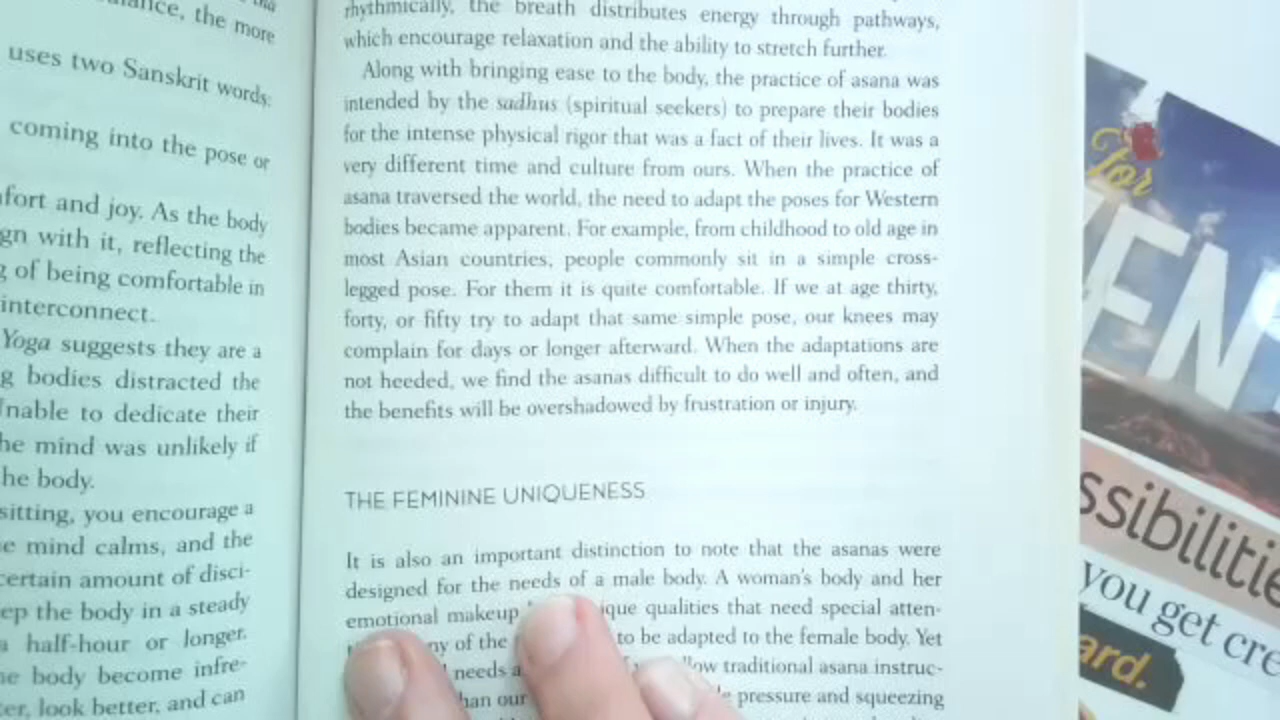 the more
uses two Sanskrit words:
coming into the pose or
and joy. As the body
with it, reflecting the
of being comfortable in
interconnect.
Yoga suggests they are a
bodies distracted the
to dedicate their
mind was unlikely if
the body.
sitting, you encourage a
mind calms, and the
certain amount of disci-
the body in a steady
a half-hour or longer.
body become infre-
look better, and can
rhythmically, the breath distributes energy through pathways,
which encourage relaxation and the ability to stretch further.
Along with bringing ease to the body, the practice of asana was
intended by the sadhus (spiritual seekers) to prepare their bodies
for the intense physical rigor that was a fact of their lives. It was a
very different time and culture from ours. When the practice of
asana traversed the world, the need to adapt the poses for Western
bodies became apparent. For example, from childhood to old age in
most Asian countries, people commonly sit in a simple cross-
legged pose. For them it is quite comfortable. If we at age thirty,
forty, or fifty try to adapt that same simple pose, our knees may
complain for days or longer afterward. When the adaptations are
not heeded, we find the asanas difficult to do well and often, and
the benefits will be overshadowed by frustration or injury.
THE FEMININE UNIQUENESS
It is also an important distinction to note that the asanas were
designed for the needs of a male body. A woman's body and her
emotional makeup qualities that need special atten-
of the to be adapted to the female body. Yet
needs traditional asana instruc-
our pressure and squeezing
for
you get